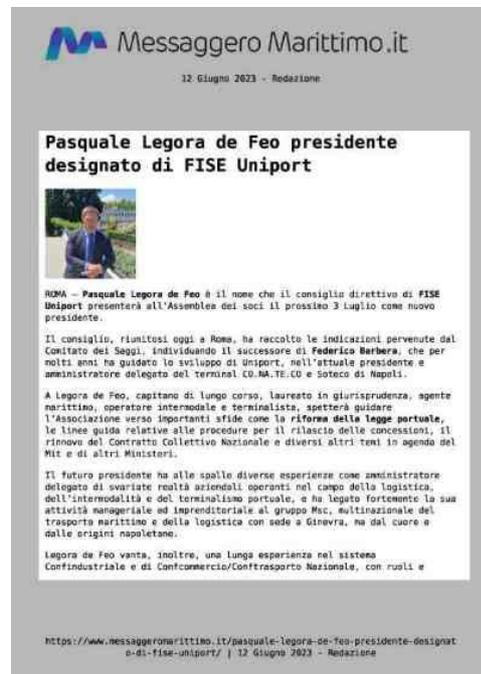 Messaggero Marittimo.it
12 Giugno 2023 - Redazione
Pasquale Legora de Feo presidente
designato di FISE Uniport
ROMA – Pasquale Legora de Feo è il nome che il consiglio direttivo di FISE
Uniport presenterà all'Assemblea dei soci il prossimo 3 Luglio come nuovo
presidente.
Il consiglio, riunitosi oggi a Roma, ha raccolto le indicazioni pervenute dal
Comitato dei Saggi, individuando il successore di Federico Barbera, che per
molti anni ha guidato lo sviluppo di Uniport, nell'attuale presidente e
amministratore delegato del terminal CO.NA.TE.CO e Soteco di Napoli.
A Legora de Feo, capitano di lungo corso, laureato in giurisprudenza, agente
marittimo, operatore intermodale e terminalista, spetterà guidare
l'Associazione verso importanti sfide come la riforma della legge portuale,
le linee guida relative alle procedure per il rilascio delle concessioni, il
rinnovo del Contratto Collettivo Nazionale e diversi altri temi in agenda del
Mit e di altri Ministeri.
Il futuro presidente ha alle spalle diverse esperienze come amministratore
delegato di svariate realtà aziendali operanti nel campo della logistica,
dell'intermodalità e del terminalismo portuale, e ha legato fortemente la sua
attività manageriale ed imprenditoriale al gruppo Msc, multinazionale del
trasporto marittimo e della logistica con sede a Ginevra, ma dal cuore e
dalle origini napoletane.
Legora de Feo vanta, inoltre, una lunga esperienza nel sistema
Confindustriale e di Confcommercio/Conftrasporto Nazionale, con ruoli e
https://www.messaggeromarittimo.it/pasquale-legora-de-feo-presidente-designat
o-di-fise-uniport/ | 12 Giugno 2023 - Redazione